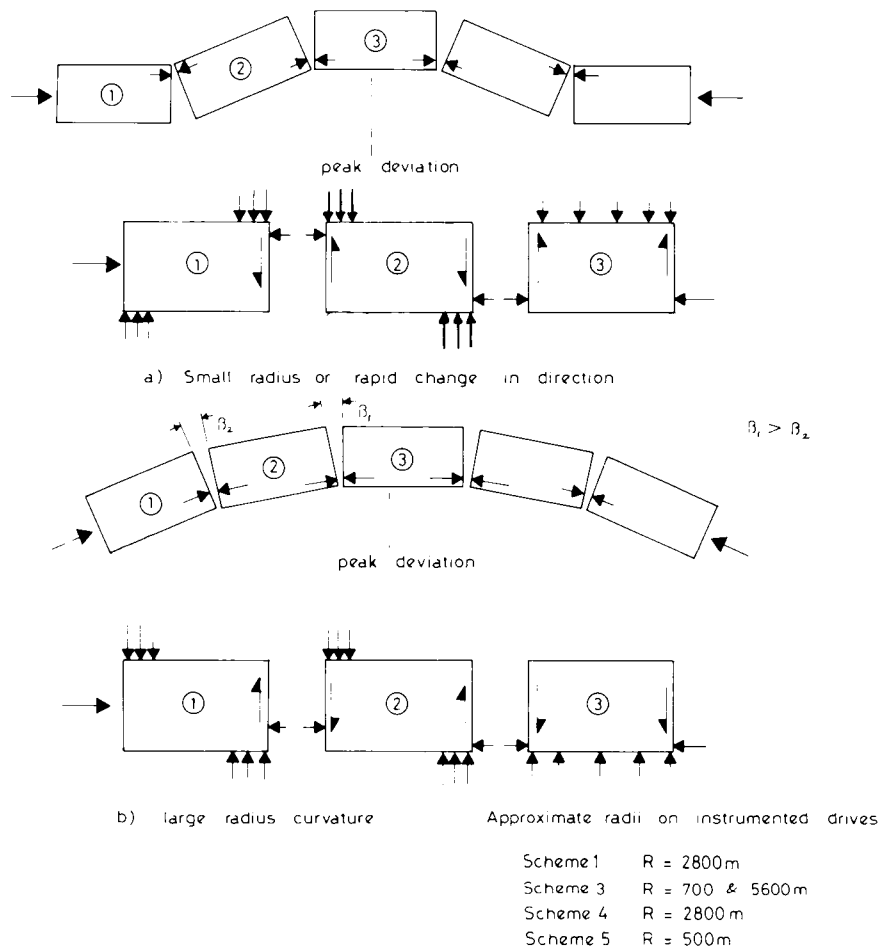 ③
②
①
peak deviation
① ② ③
a) Small radius or rapid change in direction
β₂ β₁ β₁ > β₂
② ③
①
peak deviation
① ② ③
b) large radius curvature
Approximate radii on instrumented drives
Scheme 1 R = 2800m
Scheme 3 R = 700 & 5600m
Scheme 4 R = 2800m
Scheme 5 R = 500m